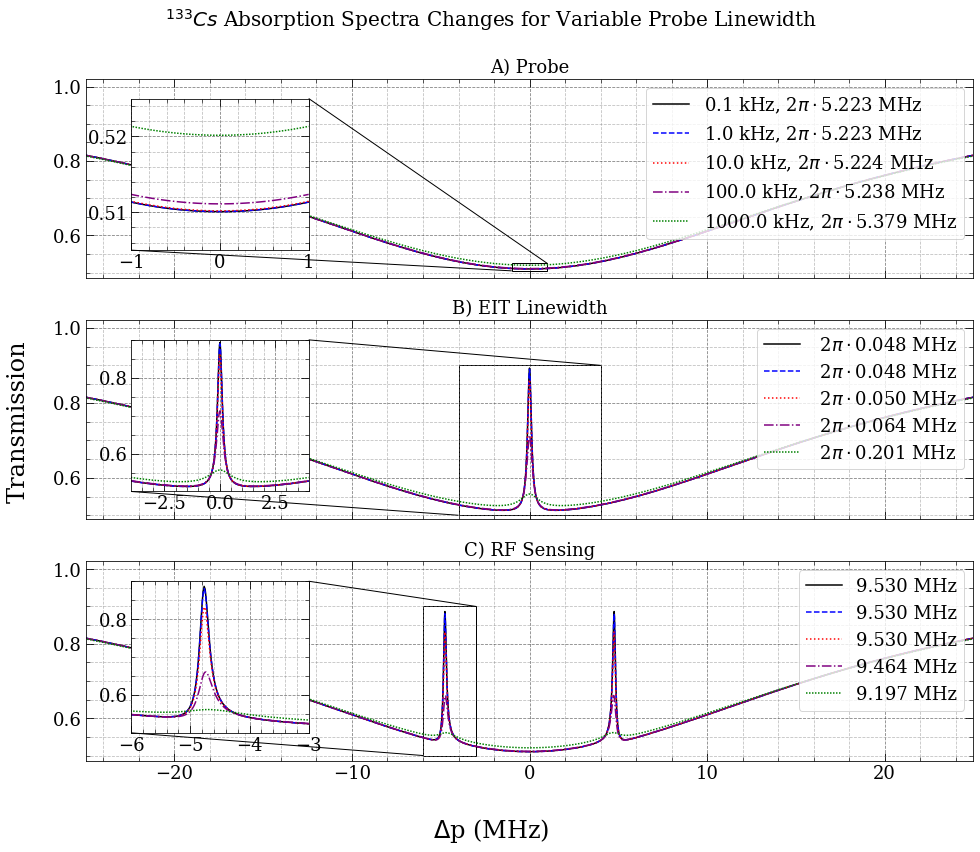 ¹³³Cs Absorption Spectra Changes for Variable Probe Linewidth
A) Probe
1.0
0.8
0.6
0.52
0.51
−1 0 1
0.1 kHz, 2π · 5.223 MHz
1.0 kHz, 2π · 5.223 MHz
10.0 kHz, 2π · 5.224 MHz
100.0 kHz, 2π · 5.238 MHz
1000.0 kHz, 2π · 5.379 MHz
B) EIT Linewidth
1.0
0.8
0.6
0.8
0.6
−2.5 0.0 2.5
2π · 0.048 MHz
2π · 0.048 MHz
2π · 0.050 MHz
2π · 0.064 MHz
2π · 0.201 MHz
Transmission
C) RF Sensing
1.0
0.8
0.6
0.8
0.6
−6 −5 −4 −3
9.530 MHz
9.530 MHz
9.530 MHz
9.464 MHz
9.197 MHz
−20 −10 0 10 20
Δp (MHz)